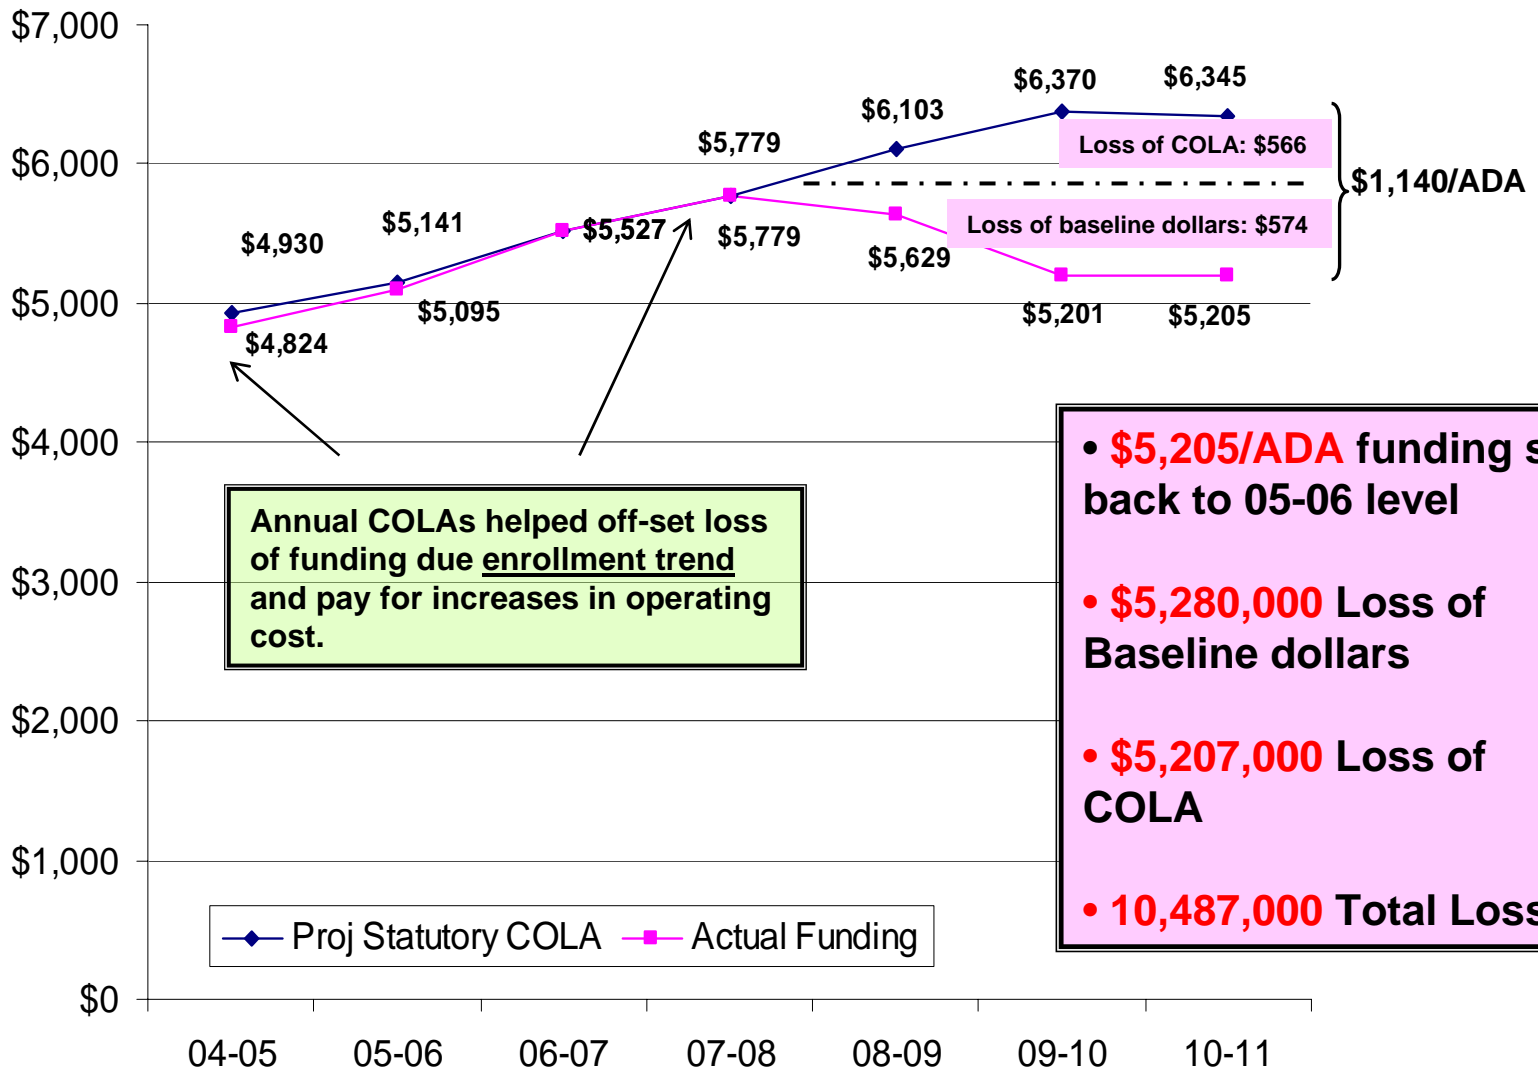 $7,000
$6,000
$5,000
$4,000
$3,000
$2,000
$1,000
$0
$4,930
$5,141
$5,527
$5,779
$6,103
$6,370
$6,345
$4,824
$5,095
$5,779
$5,629
$5,201
$5,205
Loss of COLA: $566
Loss of baseline dollars: $574
$1,140/ADA
Annual COLAs helped off-set loss
of funding due enrollment trend
and pay for increases in operating
cost.
• $5,205/ADA funding s
back to 05-06 level
• $5,280,000 Loss of
Baseline dollars
• $5,207,000 Loss of
COLA
• 10,487,000 Total Loss
Proj Statutory COLA
Actual Funding
04-05 05-06 06-07 07-08 08-09 09-10 10-11